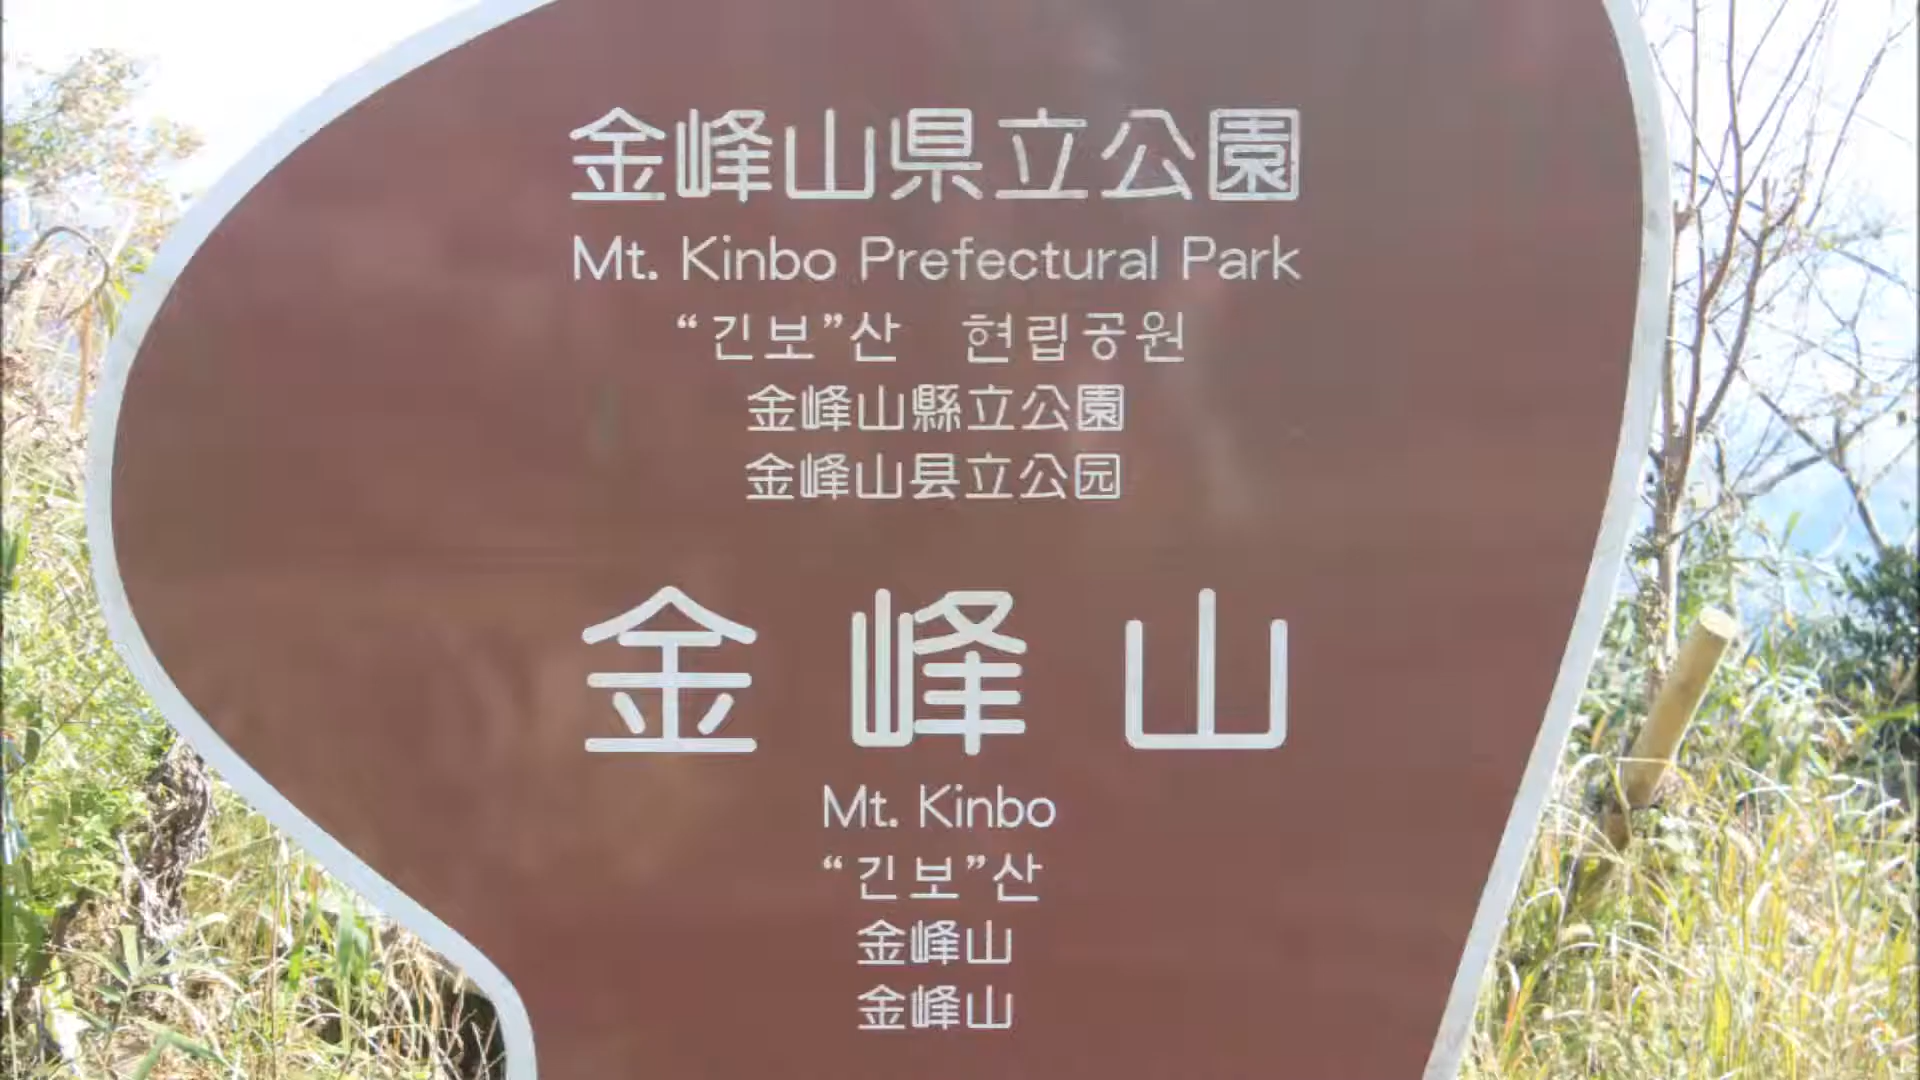 金峰山県立公園
Mt. Kinbo Prefectural Park
“긴보”산 현립공원
金峰山縣立公園
金峰山县立公园
金峰山
Mt. Kinbo
“긴보”산
金峰山
金峰山